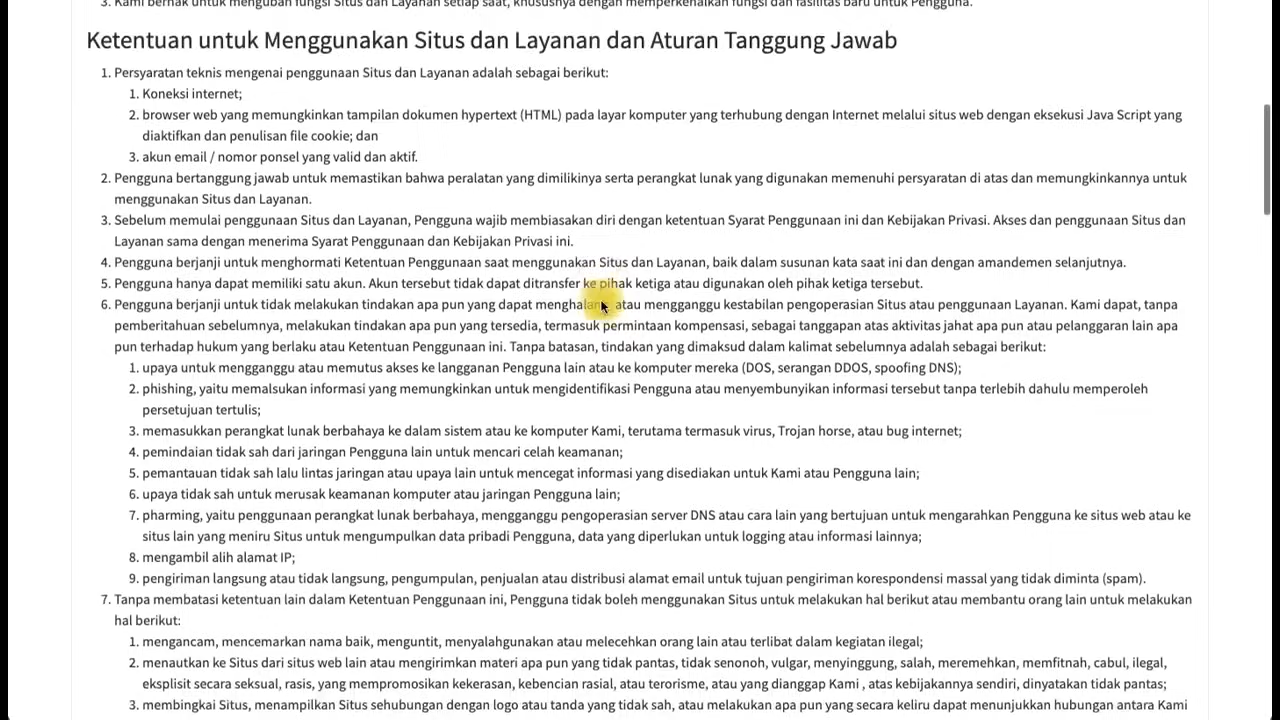 3. Kami berhak untuk mengubah fungsi Situs dan Layanan setiap saat, khususnya dengan memperkenalkan fungsi dan fasilitas baru untuk Pengguna.
Ketentuan untuk Menggunakan Situs dan Layanan dan Aturan Tanggung Jawab
1. Persyaratan teknis mengenai penggunaan Situs dan Layanan adalah sebagai berikut:
1. Koneksi internet;
2. browser web yang memungkinkan tampilan dokumen hypertext (HTML) pada layar komputer yang terhubung dengan Internet melalui situs web dengan eksekusi Java Script yang
diaktifkan dan penulisan file cookie; dan
3. akun email / nomor ponsel yang valid dan aktif.
2. Pengguna bertanggung jawab untuk memastikan bahwa peralatan yang dimilikinya serta perangkat lunak yang digunakan memenuhi persyaratan di atas dan memungkinkannya untuk
menggunakan Situs dan Layanan.
3. Sebelum memulai penggunaan Situs dan Layanan, Pengguna wajib membiasakan diri dengan ketentuan Syarat Penggunaan ini dan Kebijakan Privasi. Akses dan penggunaan Situs dan
Layanan sama dengan menerima Syarat Penggunaan dan Kebijakan Privasi ini.
4. Pengguna berjanji untuk menghormati Ketentuan Penggunaan saat menggunakan Situs dan Layanan, baik dalam susunan kata saat ini dan dengan amandemen selanjutnya.
5. Pengguna hanya dapat memiliki satu akun. Akun tersebut tidak dapat ditransfer ke pihak ketiga atau digunakan oleh pihak ketiga tersebut.
6. Pengguna berjanji untuk tidak melakukan tindakan apa pun yang dapat menghalangi atau mengganggu kestabilan pengoperasian Situs atau penggunaan Layanan. Kami dapat, tanpa
pemberitahuan sebelumnya, melakukan tindakan apa pun yang tersedia, termasuk permintaan kompensasi, sebagai tanggapan atas aktivitas jahat apa pun atau pelanggaran lain apa
pun terhadap hukum yang berlaku atau Ketentuan Penggunaan ini. Tanpa batasan, tindakan yang dimaksud dalam kalimat sebelumnya adalah sebagai berikut:
1. upaya untuk mengganggu atau memutus akses ke langganan Pengguna lain atau ke komputer mereka (DOS, serangan DDOS, spoofing DNS);
2. phishing, yaitu memalsukan informasi yang memungkinkan untuk mengidentifikasi Pengguna atau menyembunyikan informasi tersebut tanpa terlebih dahulu memperoleh
persetujuan tertulis;
3. memasukkan perangkat lunak berbahaya ke dalam sistem atau ke komputer Kami, terutama termasuk virus, Trojan horse, atau bug internet;
4. pemindaian tidak sah dari jaringan Pengguna lain untuk mencari celah keamanan;
5. pemantauan tidak sah lalu lintas jaringan atau upaya lain untuk mencegat informasi yang disediakan untuk Kami atau Pengguna lain;
6. upaya tidak sah untuk merusak keamanan komputer atau jaringan Pengguna lain;
7. pharming, yaitu penggunaan perangkat lunak berbahaya, mengganggu pengoperasian server DNS atau cara lain yang bertujuan untuk mengarahkan Pengguna ke situs web atau ke
situs lain yang meniru Situs untuk mengumpulkan data pribadi Pengguna, data yang diperlukan untuk logging atau informasi lainnya;
8. mengambil alih alamat IP;
9. pengiriman langsung atau tidak langsung, pengumpulan, penjualan atau distribusi alamat email untuk tujuan pengiriman korespondensi massal yang tidak diminta (spam).
7. Tanpa membatasi ketentuan lain dalam Ketentuan Penggunaan ini, Pengguna tidak boleh menggunakan Situs untuk melakukan hal berikut atau membantu orang lain untuk melakukan
hal berikut:
1. mengancam, mencemarkan nama baik, menguntit, menyalahgunakan atau melecehkan orang lain atau terlibat dalam kegiatan ilegal;
2. menautkan ke Situs dari situs web lain atau mengirimkan materi apa pun yang tidak pantas, tidak senonoh, vulgar, menyinggung, salah, meremehkan, memfitnah, cabul, ilegal,
eksplisit secara seksual, rasis, yang mempromosikan kekerasan, kebencian rasial, atau terorisme, atau yang dianggap Kami , atas kebijakannya sendiri, dinyatakan tidak pantas;
3. membingkai Situs, menampilkan Situs sehubungan dengan logo atau tanda yang tidak sah, atau melakukan apa pun yang secara keliru dapat menunjukkan hubungan antara Kami